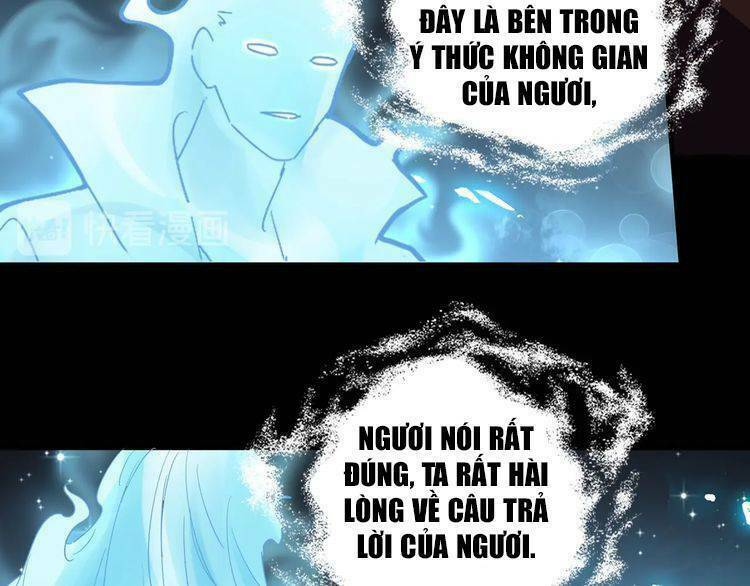 ĐÂY LÀ BÊN TRONG
Ý THỨC KHÔNG GIAN
CỦA NGƯƠI,
快看漫画
NGƯƠI NÓI RẤT
ĐÚNG, TA RẤT HÀI
LÒNG VỀ CÂU TRẢ
LỜI CỦA NGƯƠI.